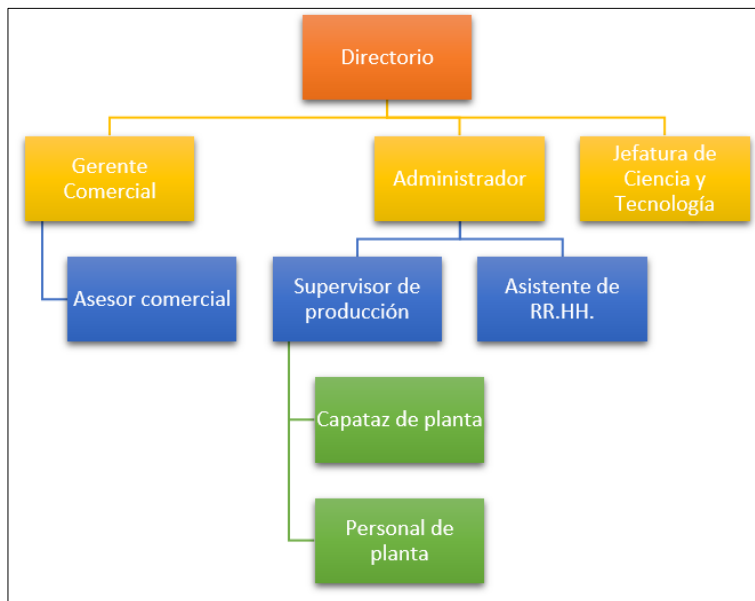 Directorio
Gerente
Comercial
Administrador
Jefatura de
Ciencia y
Tecnología
Asesor comercial
Supervisor de
producción
Asistente de
RR.HH.
Capataz de planta
Personal de
planta